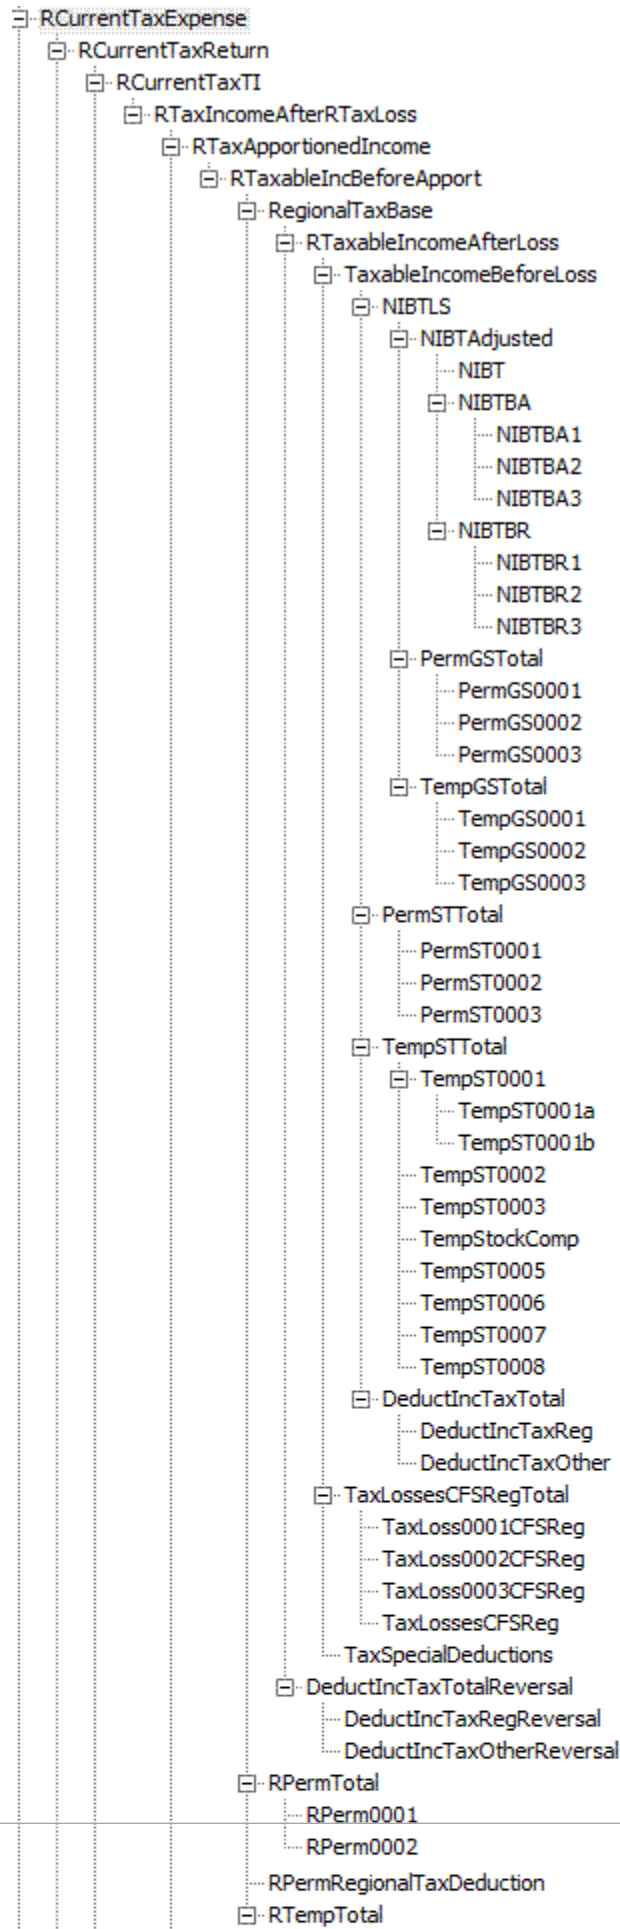 RCurrentTaxExpense
RCurrentTaxReturn
RCurrentTaxTI
RTaxIncomeAfterRTaxLoss
RTaxApportionedIncome
RTaxableIncBeforeApport
RegionalTaxBase
RTaxableIncomeAfterLoss
TaxableIncomeBeforeLoss
NIBTLS
NIBTAdjusted
NIBT
NIBTBA
NIBTBA1
NIBTBA2
NIBTBA3
NIBTBR
NIBTBR1
NIBTBR2
NIBTBR3
PermGSTotal
PermGS0001
PermGS0002
PermGS0003
TempGSTotal
TempGS0001
TempGS0002
TempGS0003
PermSTTotal
PermST0001
PermST0002
PermST0003
TempSTTotal
TempST0001
TempST0001a
TempST0001b
TempST0002
TempST0003
TempStockComp
TempST0005
TempST0006
TempST0007
TempST0008
DeductIncTaxTotal
DeductIncTaxReg
DeductIncTaxOther
TaxLossesCFSRegTotal
TaxLoss0001CFSReg
TaxLoss0002CFSReg
TaxLoss0003CFSReg
TaxLossesCFSReg
TaxSpecialDeductions
DeductIncTaxTotalReversal
DeductIncTaxRegReversal
DeductIncTaxOtherReversal
RPermTotal
RPerm0001
RPerm0002
RPermRegionalTaxDeduction
RTempTotal